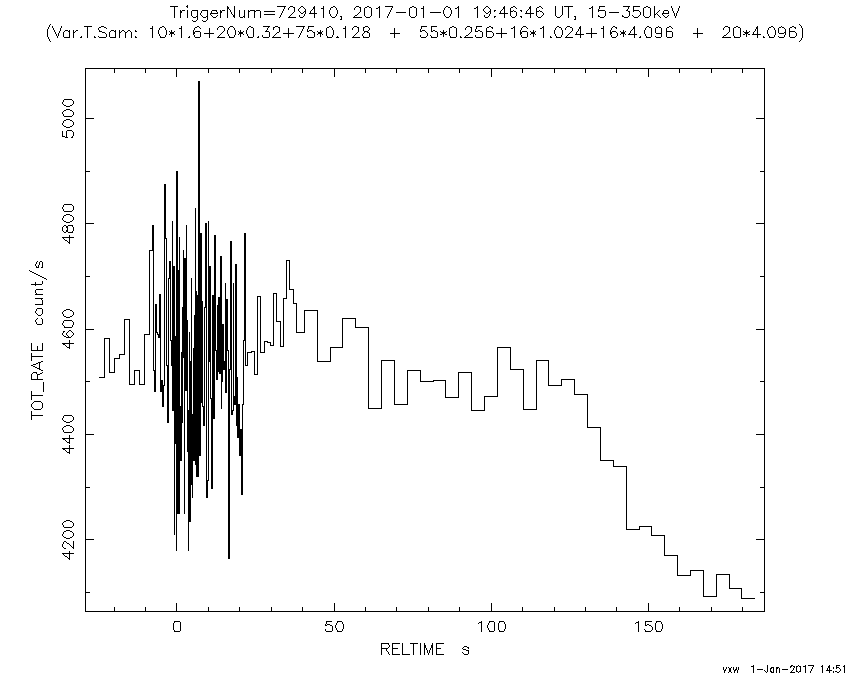 TriggerNum=729410, 2017-01-01 19:46:46 UT, 15-350keV
(Var.T.Sam: 10*1.6+20*0.32+75*0.128 + 55*0.256+16*1.024+16*4.096 + 20*4.096)
5000
4800
4600
4400
4200
TOT_RATE count/s
0 50 100 150
RELTIME s
vxw 1-Jan-2017 14:51